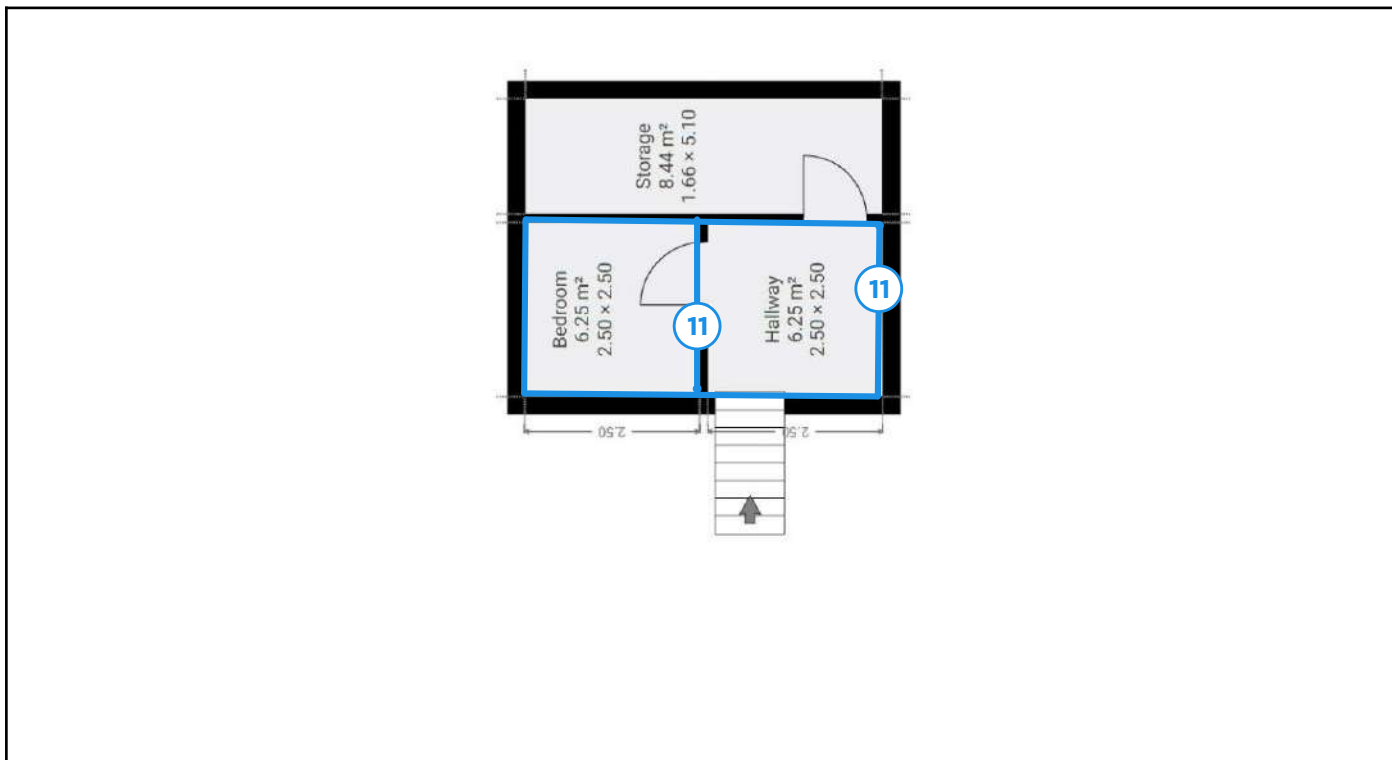 Storage
8.44 m²
1.66 × 5.10
Bedroom
6.25 m²
2.50 × 2.50
11
Hallway
6.25 m²
2.50 × 2.50
11
2.50
2.50